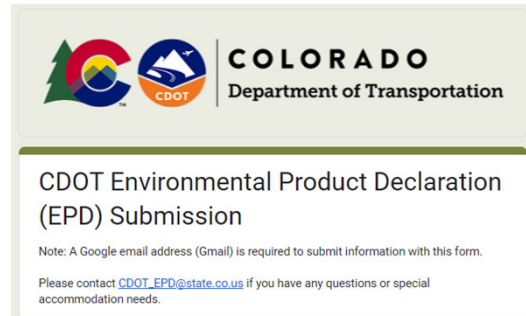 COLORADO
CDOT
Department of Transportation
CDOT Environmental Product Declaration
(EPD) Submission
Note: A Google email address (Gmail) is required to submit information with this form.
Please contact CDOT_EPD@state.co.us if you have any questions or special
accommodation needs.